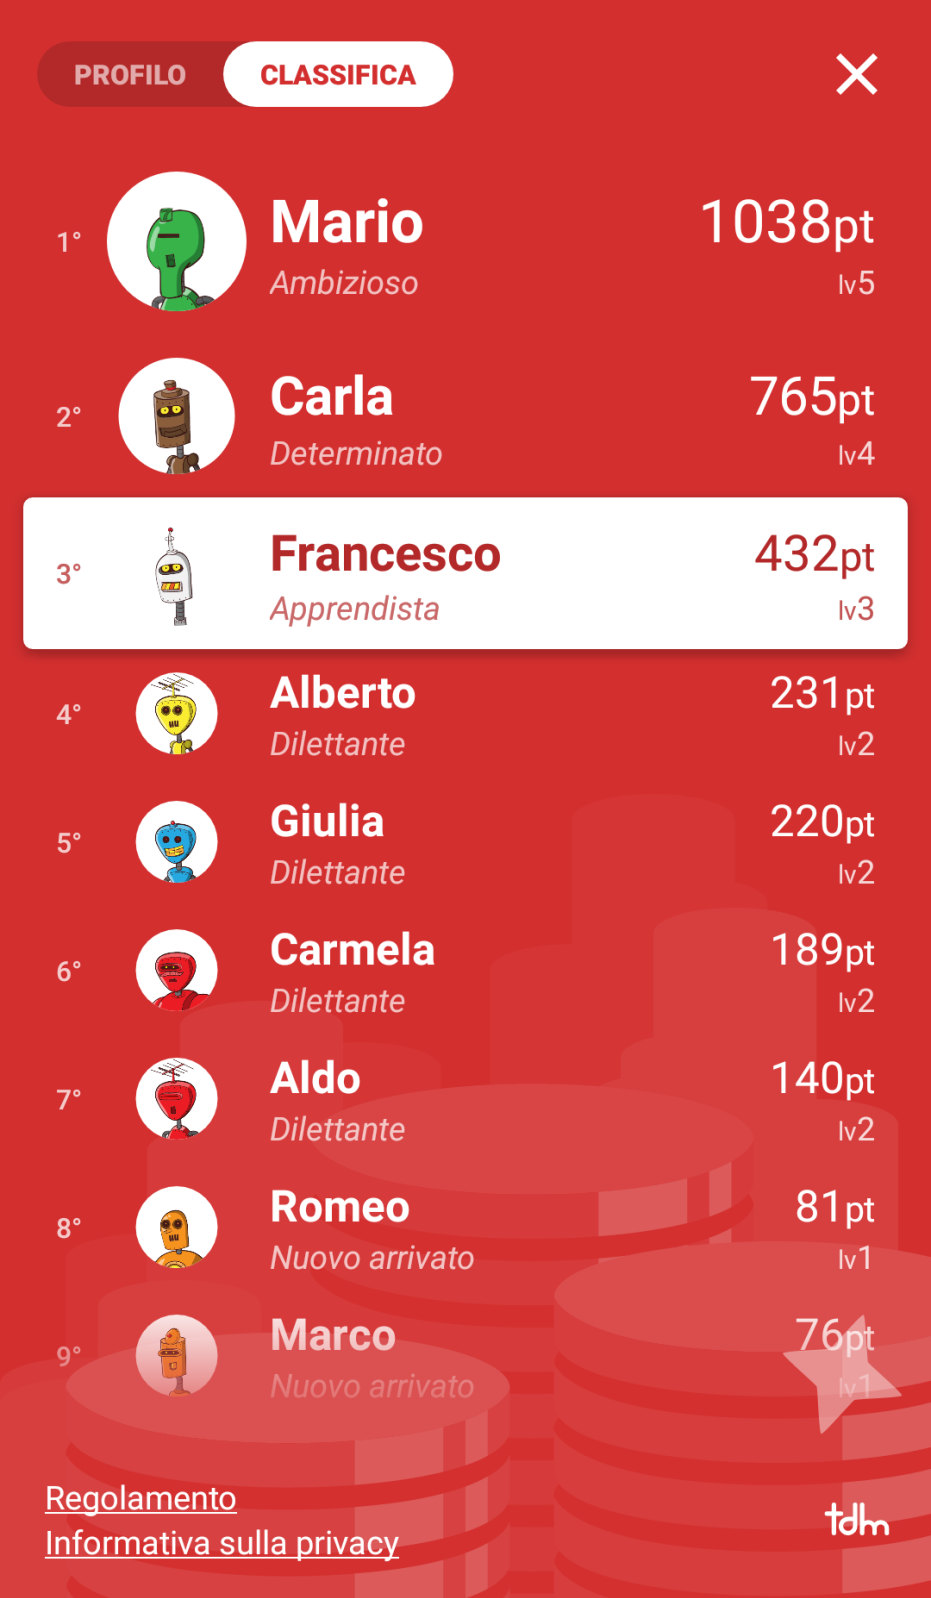 PROFILO CLASSIFICA
1° Mario 1038pt
Ambizioso lv5
2° Carla 765pt
Determinato lv4
3° Francesco 432pt
Apprendista lv3
4° Alberto 231pt
Dilettante lv2
5° Giulia 220pt
Dilettante lv2
6° Carmela 189pt
Dilettante lv2
7° Aldo 140pt
Dilettante lv2
8° Romeo 81pt
Nuovo arrivato lv1
9° Marco 76pt
Nuovo arrivato lv1
Regolamento
tdm
Informativa sulla privacy